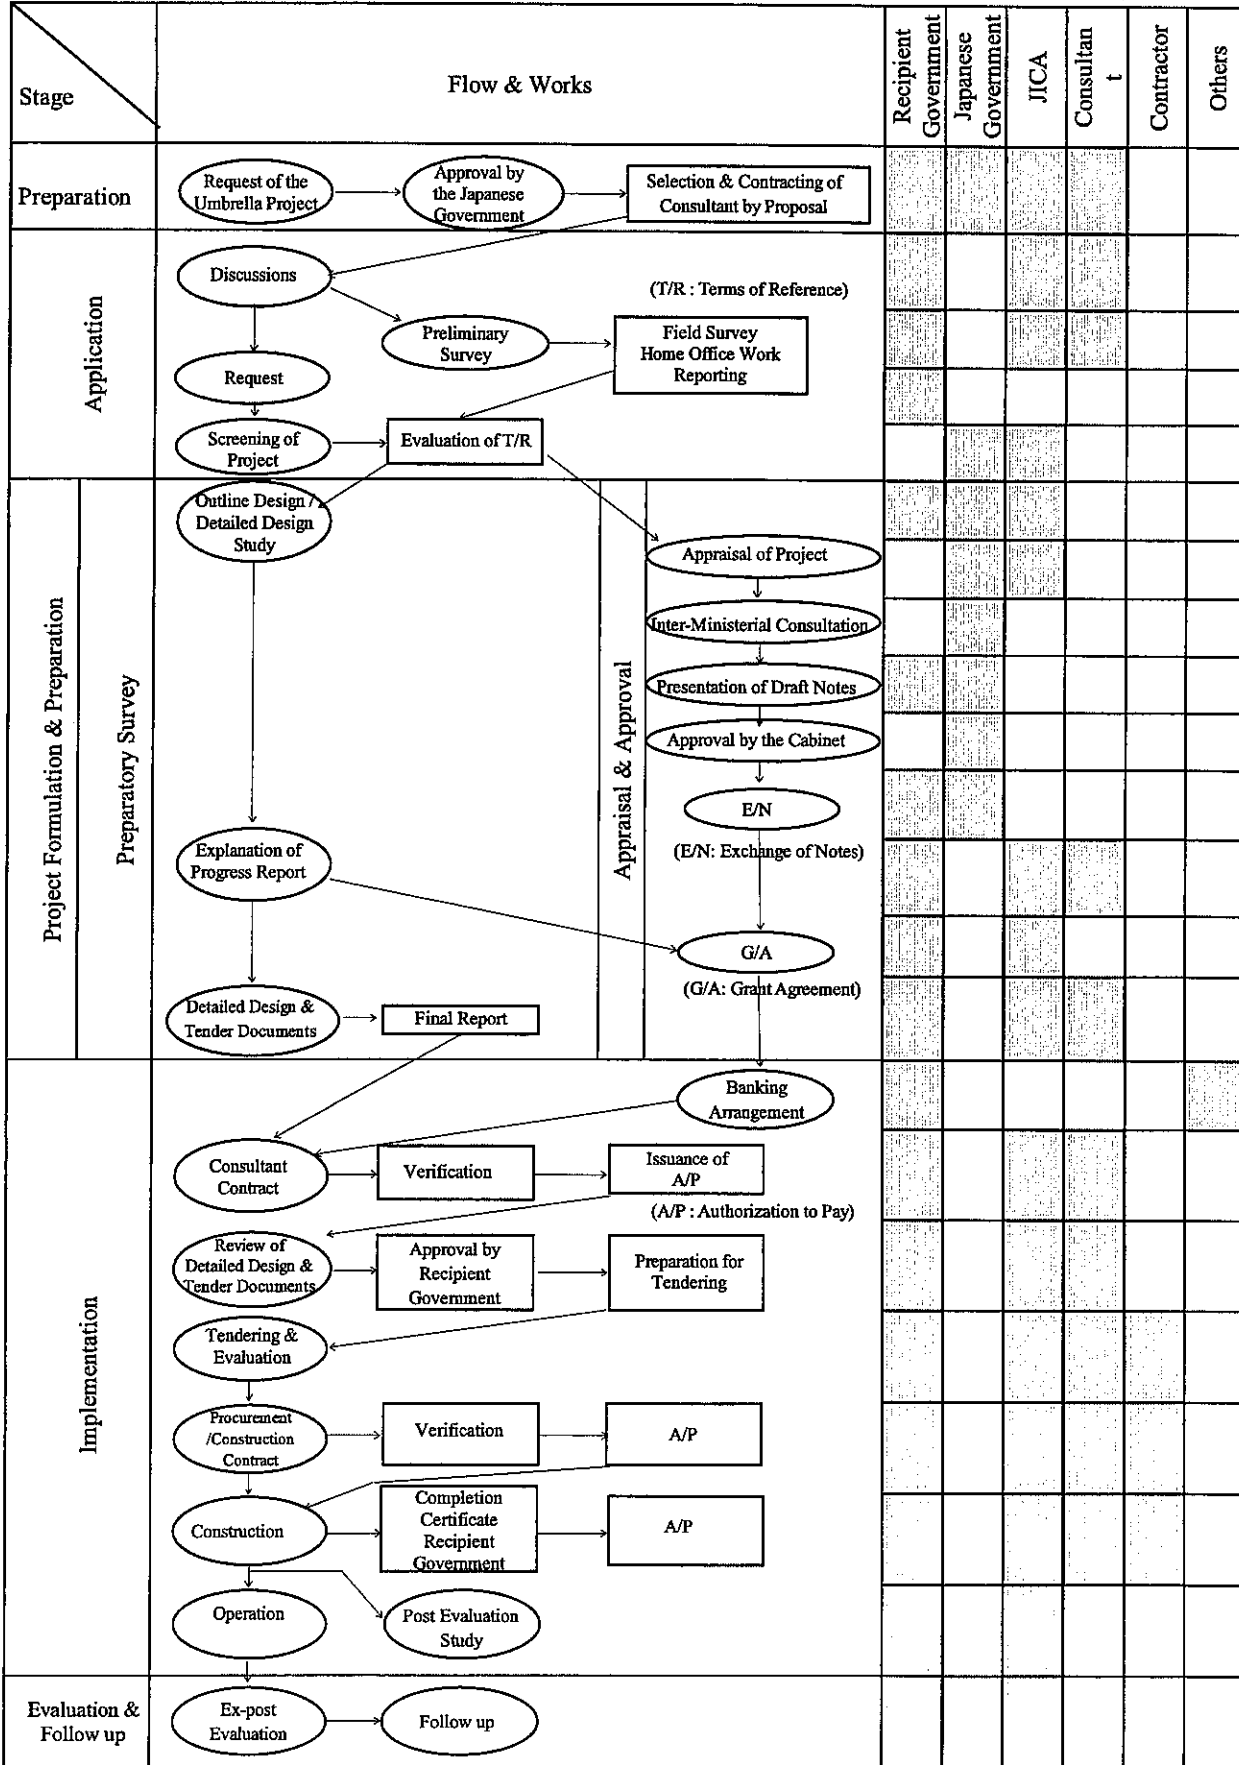 Stage
Flow & Works
Recipient
Government
Japanese
Government
JICA
Consultan
t
Contractor
Others
Preparation
Request of the
Umbrella Project
Approval by
the Japanese
Government
Selection & Contracting of
Consultant by Proposal
Application
Discussions
(T/R : Terms of Reference)
Preliminary
Survey
Field Survey
Home Office Work
Reporting
Request
Screening of
Project
Evaluation of T/R
Project Formulation & Preparation
Preparatory Survey
Outline Design /
Detailed Design
Study
Appraisal & Approval
Appraisal of Project
Inter-Ministerial Consultation
Presentation of Draft Notes
Approval by the Cabinet
E/N
(E/N: Exchange of Notes)
Explanation of
Progress Report
G/A
(G/A: Grant Agreement)
Detailed Design &
Tender Documents
Final Report
Implementation
Banking
Arrangement
Consultant
Contract
Verification
Issuance of
A/P
(A/P : Authorization to Pay)
Review of
Detailed Design &
Tender Documents
Approval by
Recipient
Government
Preparation for
Tendering
Tendering &
Evaluation
Procurement
/Construction
Contract
Verification
A/P
Construction
Completion
Certificate
Recipient
Government
A/P
Operation
Post Evaluation
Study
Evaluation &
Follow up
Ex-post
Evaluation
Follow up